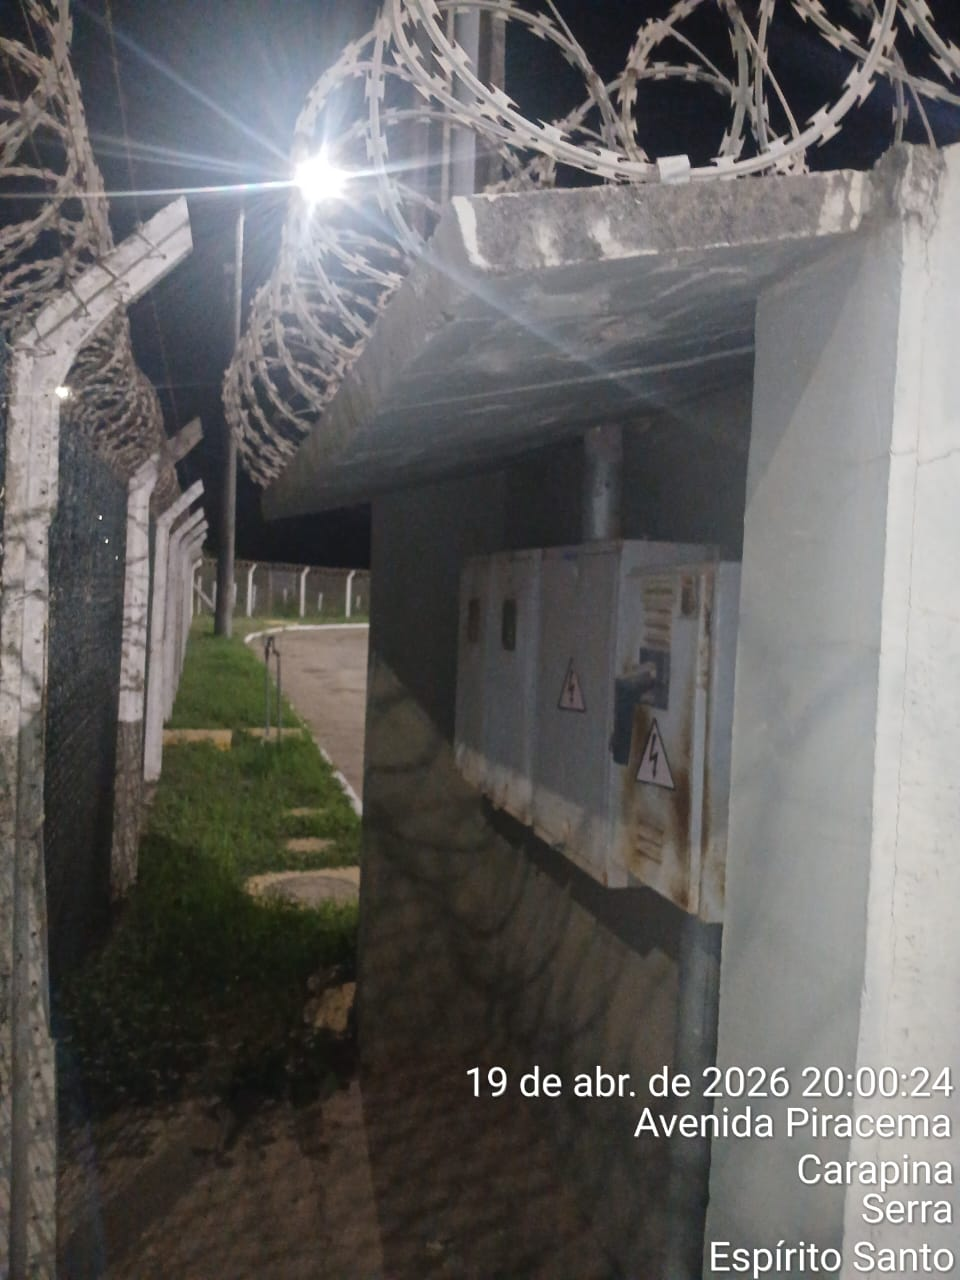 19 de abr. de 2026 20:00:24
Avenida Piracema
Carapina
Serra
Espírito Santo